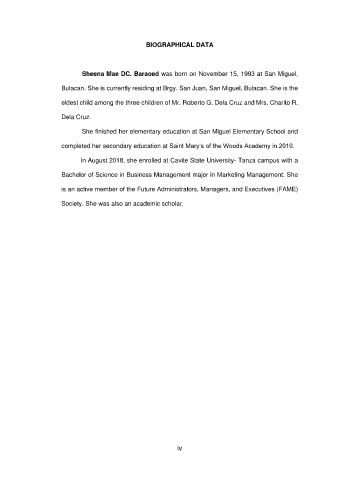 BIOGRAPHICAL DATA
Sheena Mae DC. Baraoed was born on November 15, 1993 at San Miguel,
Bulacan. She is currently residing at Brgy. San Juan, San Miguel, Bulacan. She is the
eldest child among the three children of Mr. Roberto G. Dela Cruz and Mrs. Charito R.
Dela Cruz.
She finished her elementary education at San Miguel Elementary School and
completed her secondary education at Saint Mary's of the Woods Academy in 2010.
In August 2018, she enrolled at Cavite State University- Tanza campus with a
Bachelor of Science in Business Management major in Marketing Management. She
is an active member of the Future Administrators, Managers, and Executives (FAME)
Society. She was also an academic scholar.
iv